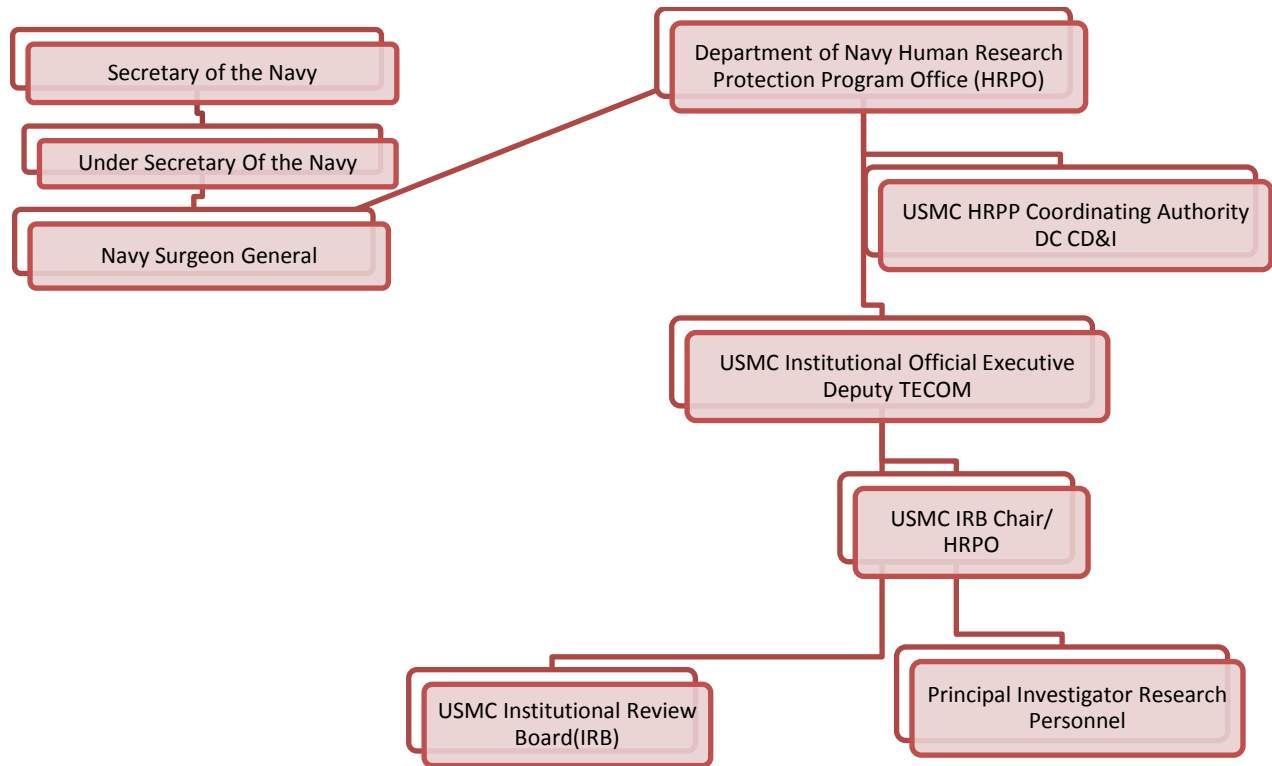 Secretary of the Navy
Under Secretary Of the Navy
Navy Surgeon General
Department of Navy Human Research
Protection Program Office (HRPO)
USMC HRPP Coordinating Authority
DC CD&I
USMC Institutional Official Executive
Deputy TECOM
USMC IRB Chair/
HRPO
USMC Institutional Review
Board(IRB)
Principal Investigator Research
Personnel